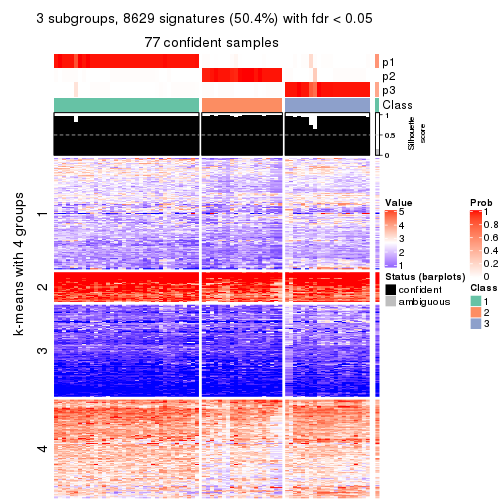 3 subgroups, 8629 signatures (50.4%) with fdr < 0.05
77 confident samples
p1
p2
p3
Class
1
0.5
0
Silhouette
score
k-means with 4 groups
1
2
3
4
Value
5
4
3
2
1
Status (barplots)
confident
ambiguous
Prob
1
0.8
0.6
0.4
0.2
0
Class
1
2
3